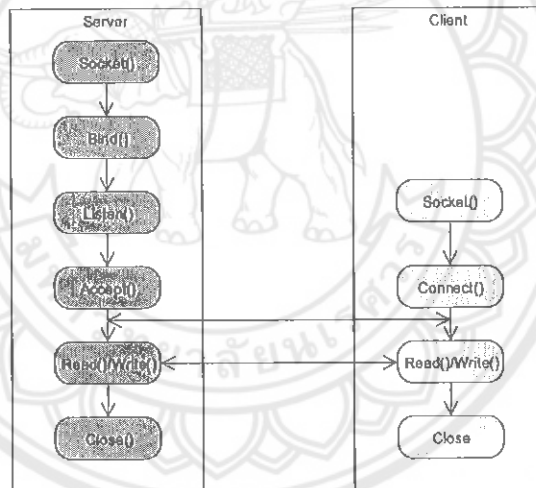 Server
Socket()
Bind()
Listen()
Accept()
Read()/Write()
Close()
Client
Socket()
Connect()
Read()/Write()
Close